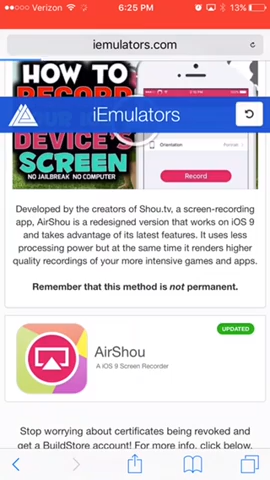 Verizon 6:25 PM 13%
iemulators.com
HOW TO
RECORD
iEmulators
DEVICE'S
SCREEN
NO JAILBREAK NO COMPUTER
Orientation
Record
Developed by the creators of Shou.tv, a screen-recording
app, AirShou is a redesigned version that works on iOS 9
and takes advantage of its latest features. It uses less
processing power but at the same time it renders higher
quality recordings of your more intensive games and apps.
Remember that this method is not permanent.
UPDATED
AirShou
A iOS 9 Screen Recorder
Stop worrying about certificates being revoked and
get a BuildStore account! For more info, click below.